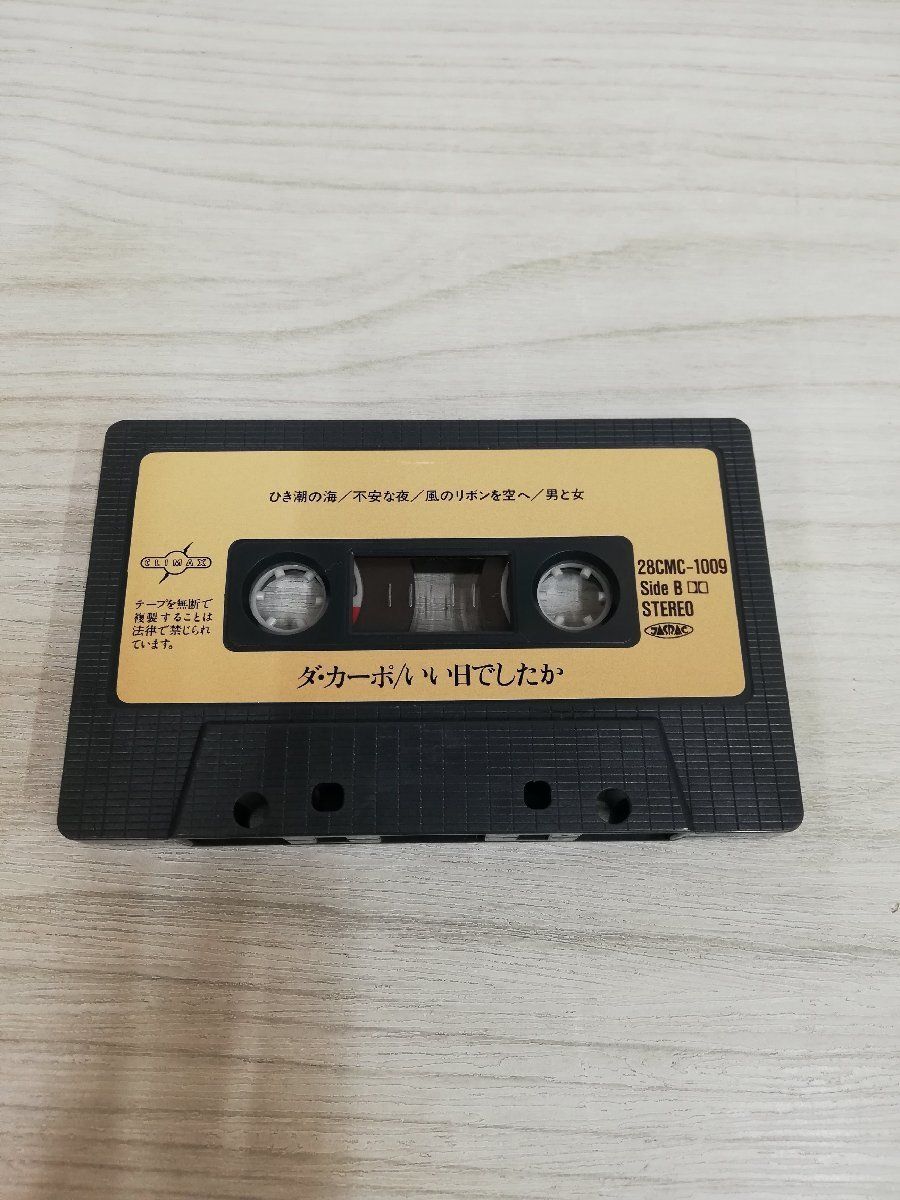 ひき潮の海／不安な夜／風のリボンを空へ／男と女
CLIMAX
テープを無断で
複製することは
法律で禁じられ
ています。
28CMC-1009
Side B
STEREO
JASRAC
ダ・カーポ/いい日でしたか